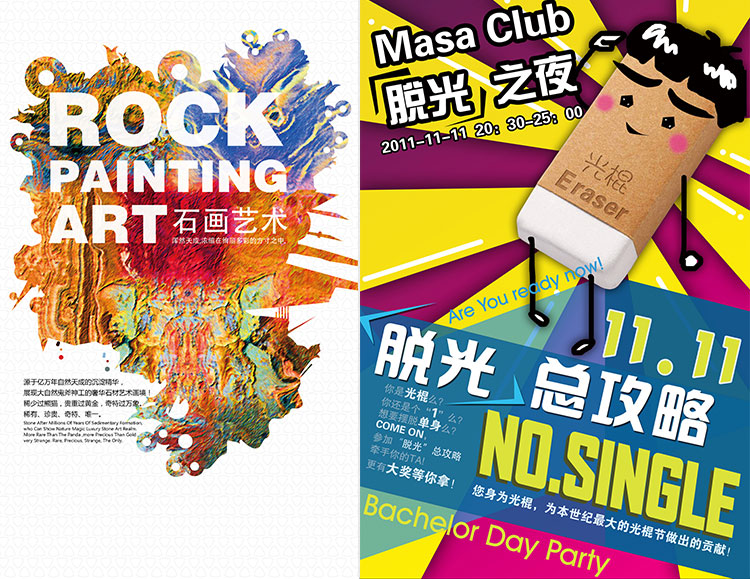 ROCK
PAINTING
ART 石画艺术
浑然天成,浓缩在绚丽多彩的方寸之中。
源于亿万年自然天成的沉淀精华，
展现大自然鬼斧神工的奢华石材艺术画境！
稀少过熊猫，贵重过黄金，奇特过万象，
稀有、珍贵、奇特、唯一。
Stone After Millions Of Years Of Sedimentary Formation,
who Can Show Nature Magic Luxury Stone Art Realm.
More Rare Than The Panda ,more Precious Than Gold
very Strange. Rare, Precious, Strange, The Only.
Masa Club
「脱光」之夜
2011-11-11 20：30-25：00
光棍
Eraser
Are You ready now!
11.11
脱光 总攻略
你是光棍么?
你还是个“1”么?
想要摆脱单身么?
COME ON,
参加“脱光”总攻略
牵手你的TA!
更有大奖等你拿!
NO.SINGLE
您身为光棍，为本世纪最大的光棍节做出的贡献!
Bachelor Day Party